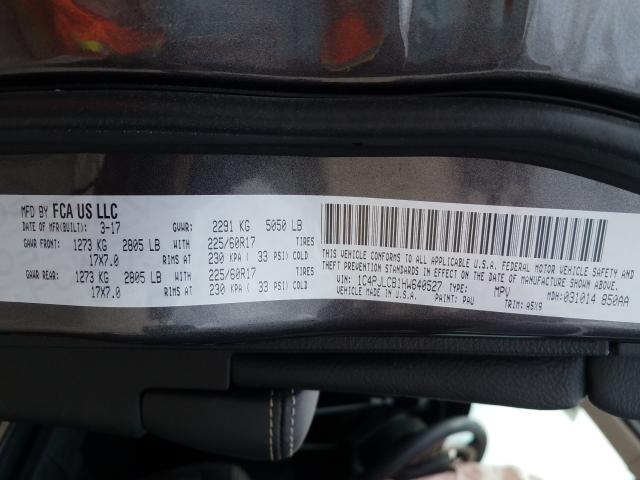 MFD BY FCA US LLC
DATE OF MFR(BUILT): 3-17 GVWR: 2291 KG 5050 LB
GAWR FRONT: 1273 KG 2805 LB WITH 225/60R17 TIRES
17X7.0 RIMS AT 230 KPA ( 33 PSI) COLD
GAWR REAR: 1273 KG 2805 LB WITH 225/60R17 TIRES
17X7.0 RIMS AT 230 KPA ( 33 PSI) COLD
THIS VEHICLE CONFORMS TO ALL APPLICABLE U.S.A. FEDERAL MOTOR VEHICLE SAFETY AND
THEFT PREVENTION STANDARDS IN EFFECT ON THE DATE OF MANUFACTURE SHOWN ABOVE.
VIN: 1C4PJLCB1HW640527 TYPE: MPV MDH: 031014 850AA
MADE IN U.S.A. PAINT: PAU TRIM: A5X9